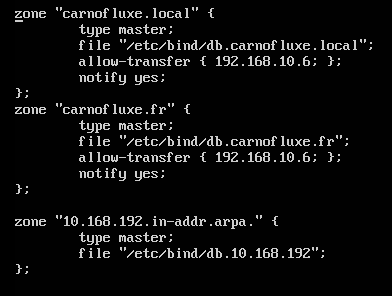 zone "carnofluxe.local" {
        type master;
        file "/etc/bind/db.carnofluxe.local";
        allow-transfer { 192.168.10.6; };
        notify yes;
};
zone "carnofluxe.fr" {
        type master;
        file "/etc/bind/db.carnofluxe.fr";
        allow-transfer { 192.168.10.6; };
        notify yes;
};

zone "10.168.192.in-addr.arpa." {
        type master;
        file "/etc/bind/db.10.168.192";
};